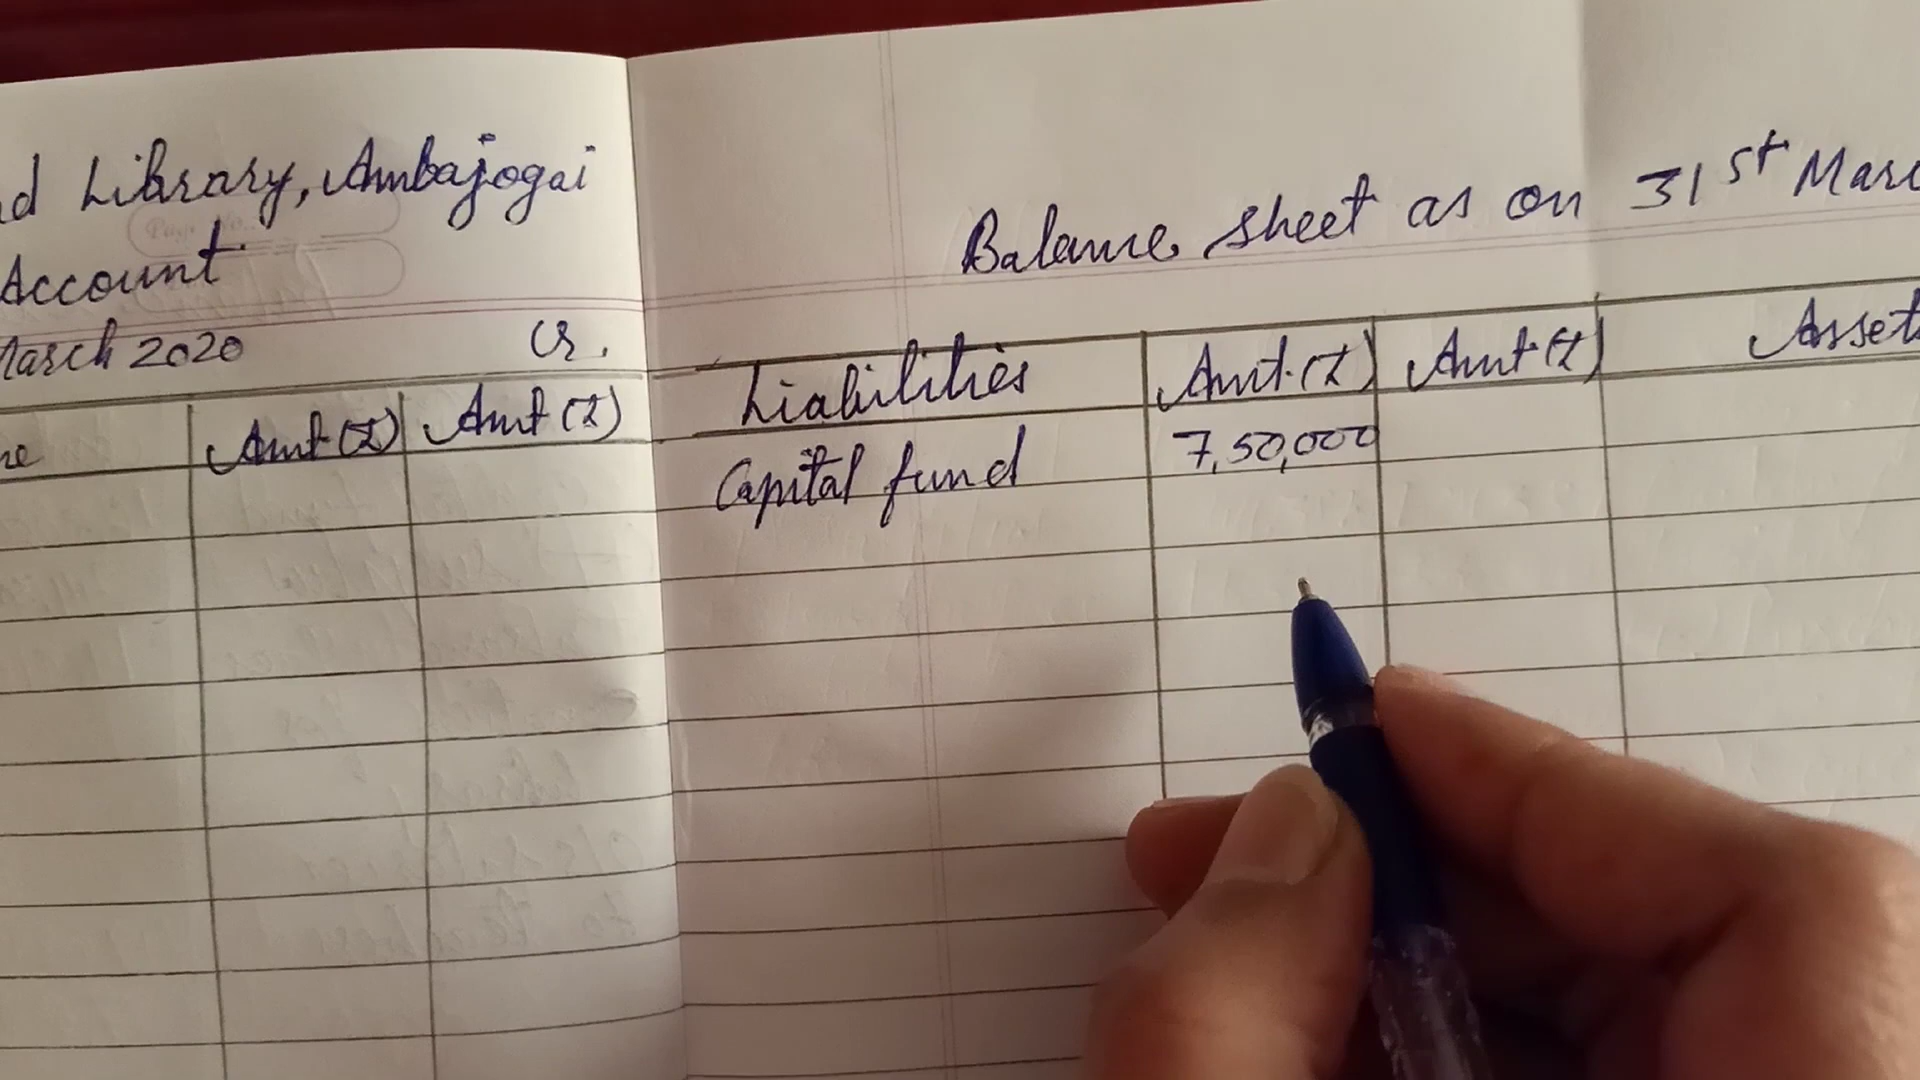 d Library, Ambajogai
Account
March 2020 Cr.
Amt (₹) Amt (₹)
Balance sheet as on 31st Marc
Liabilities Amt. (₹) Amt (₹) Asset
Capital fund 7,50,000